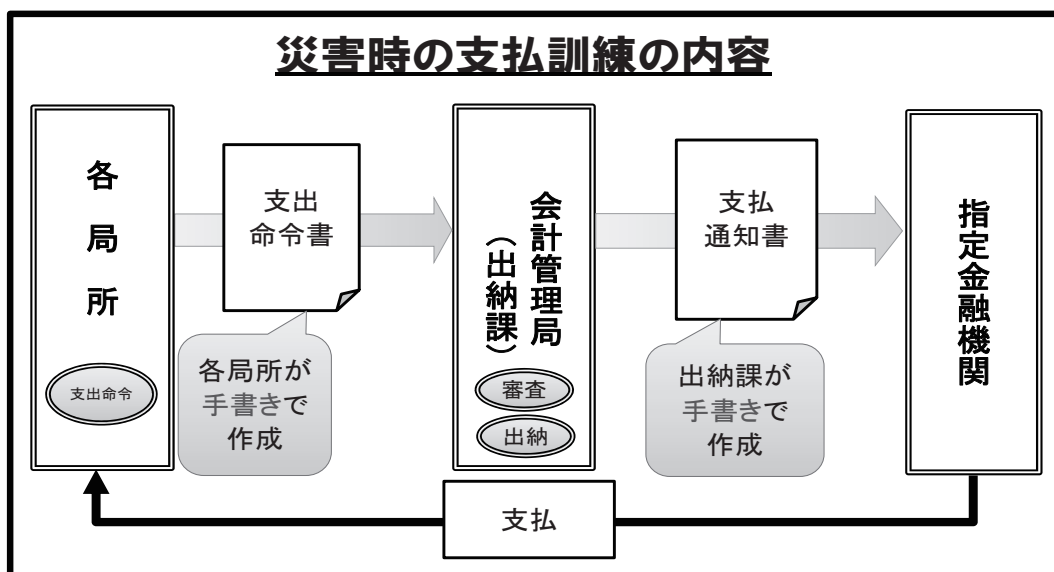 災害時の支払訓練の内容
各局所
支出命令
支出
命令書
各局所が
手書きで
作成
会計管理局
(出納課)
審査
出納
支払
通知書
出納課が
手書きで
作成
指定金融機関
支払